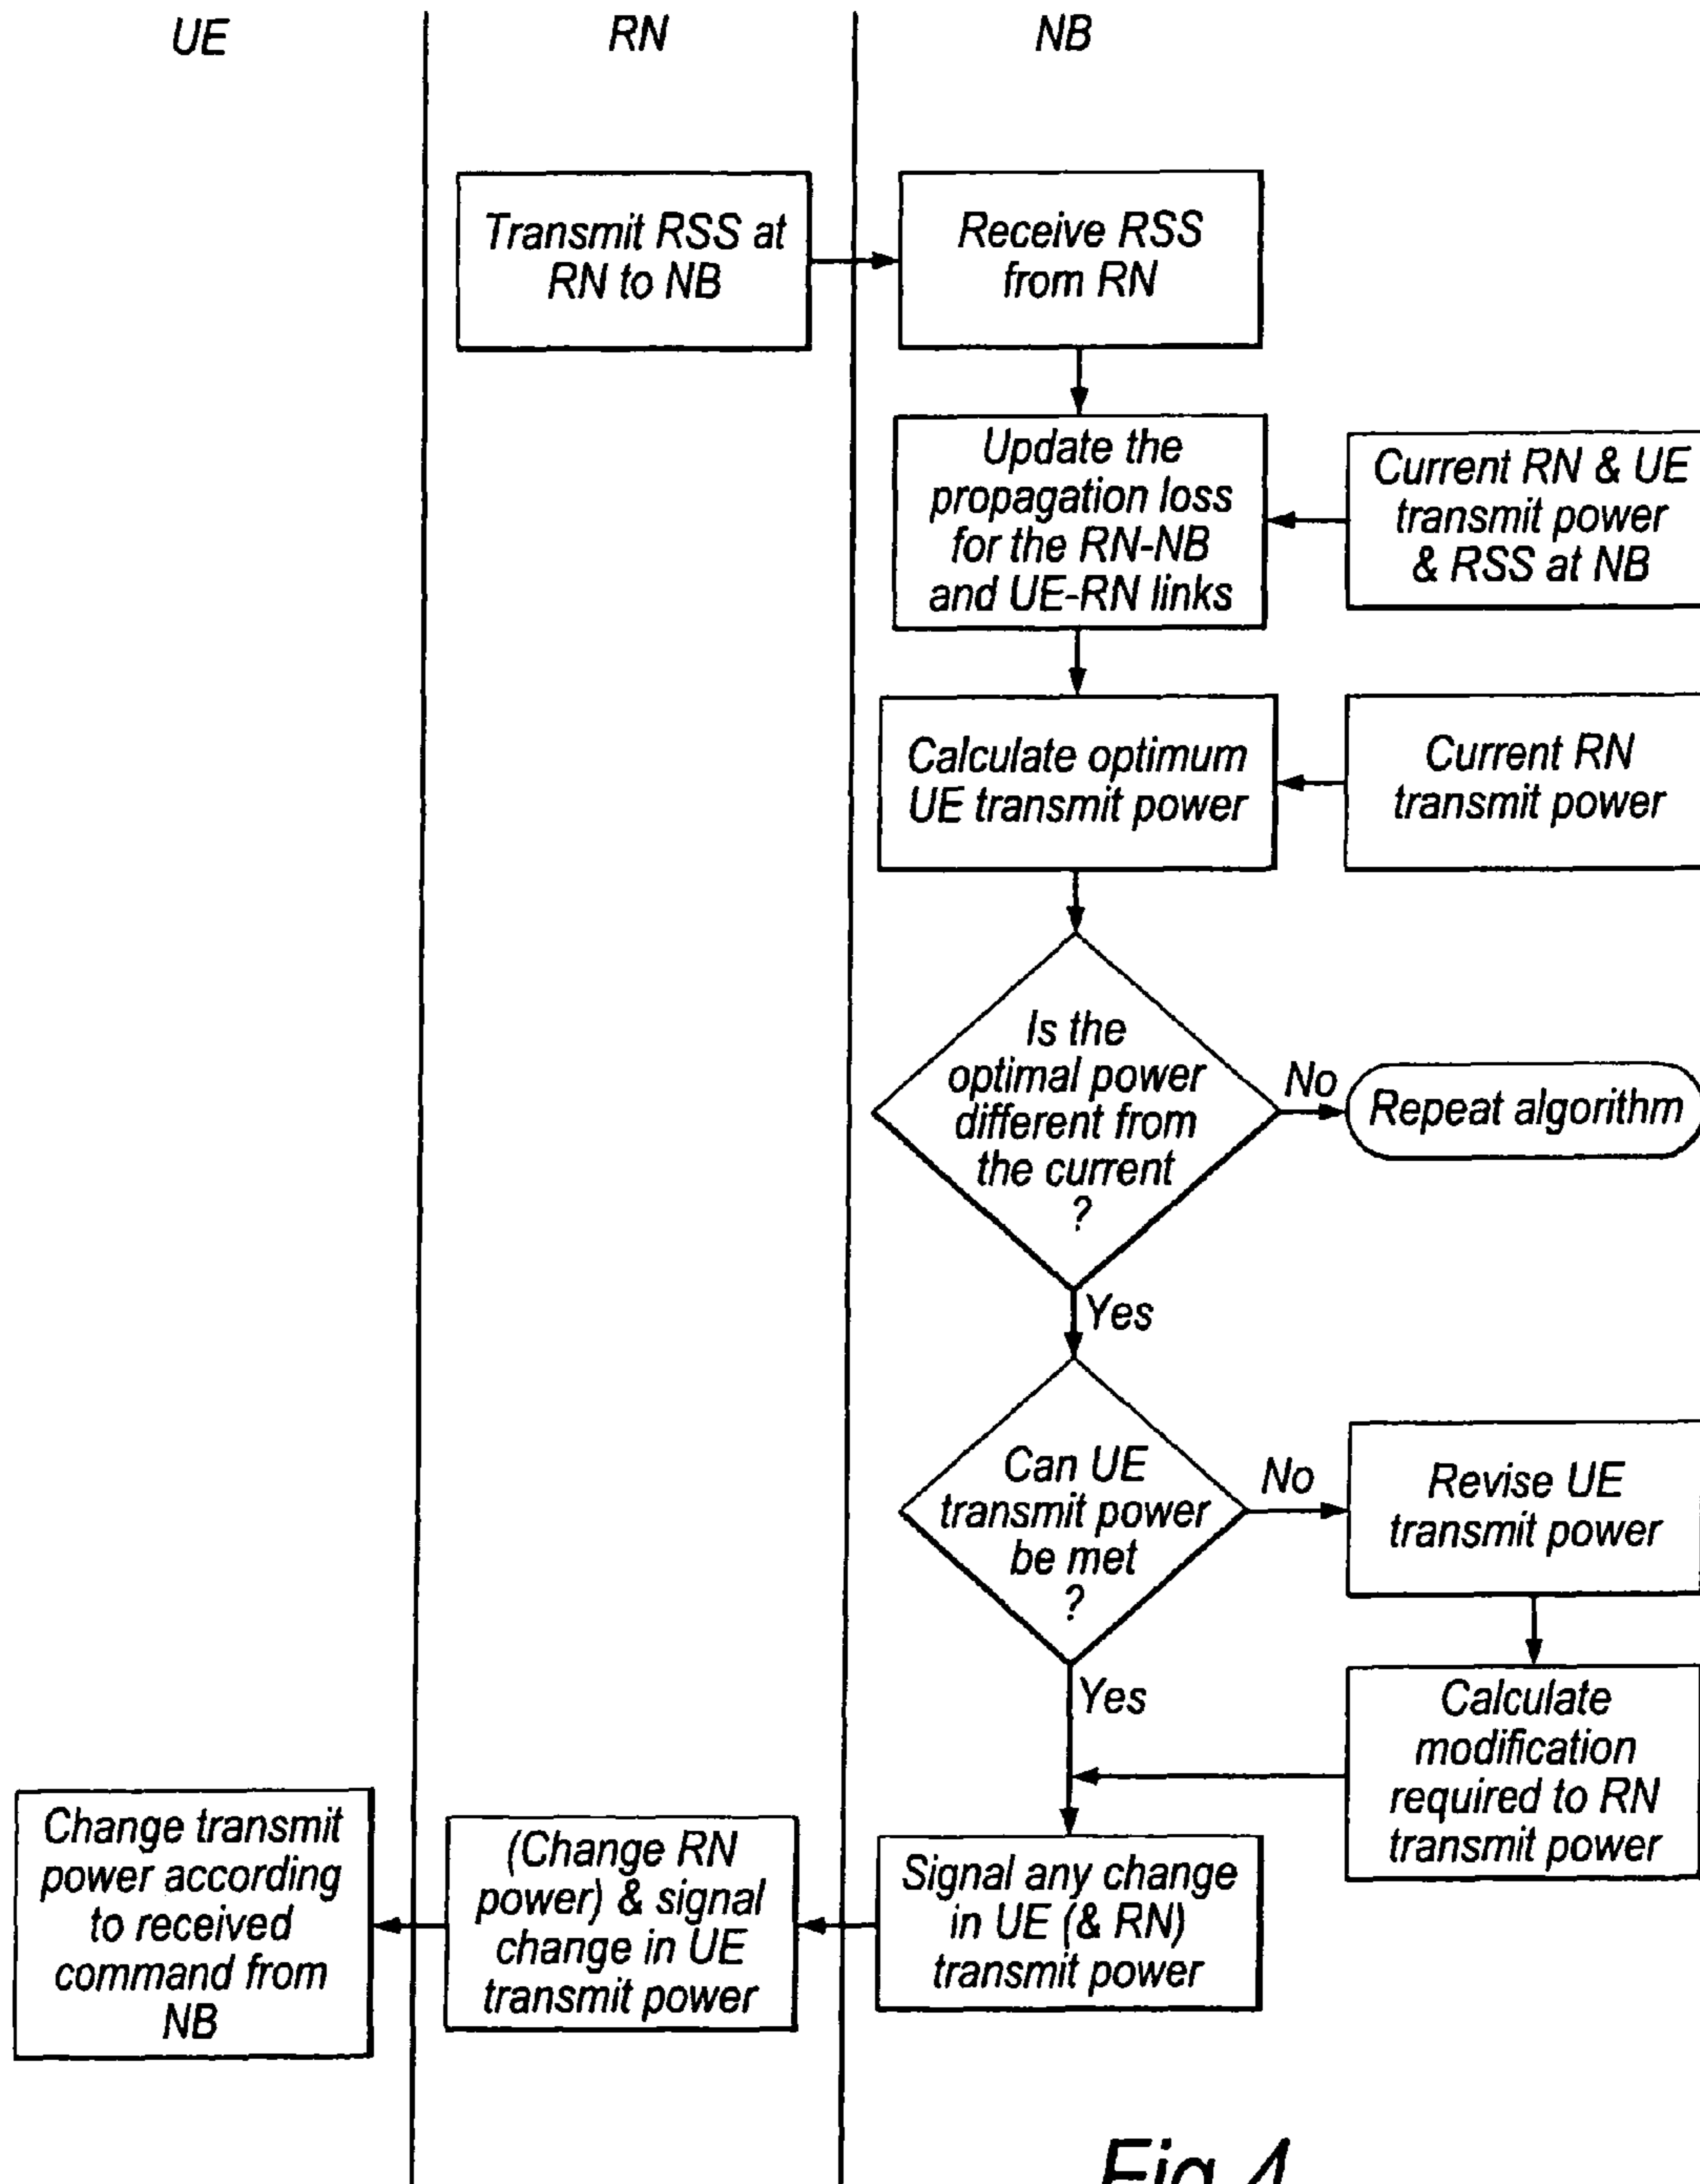 UE
RN
NB
Transmit RSS at
RN to NB
Receive RSS
from RN
Update the
propagation loss
for the RN-NB
and UE-RN links
Current RN & UE
transmit power
& RSS at NB
Calculate optimum
UE transmit power
Current RN
transmit power
Is the
optimal power
different from
the current
?
No
Repeat algorithm
Yes
Can UE
transmit power
be met
?
No
Revise UE
transmit power
Yes
Calculate
modification
required to RN
transmit power
Change transmit
power according
to received
command from
NB
(Change RN
power) & signal
change in UE
transmit power
Signal any change
in UE (& RN)
transmit power
Fig.4